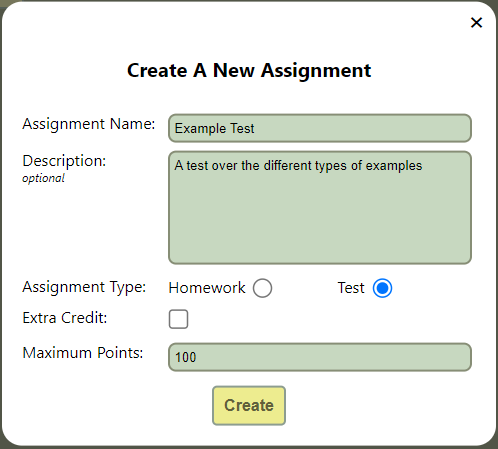 ✕
Create A New Assignment
Assignment Name: Example Test
Description: A test over the different types of examples
optional
Assignment Type: Homework Test
Extra Credit:
Maximum Points: 100
Create